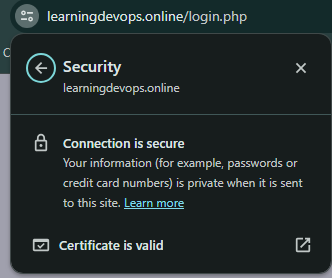 learningdevops.online/login.php
Security
learningdevops.online
Connection is secure
Your information (for example, passwords or
credit card numbers) is private when it is sent
to this site. Learn more
Certificate is valid